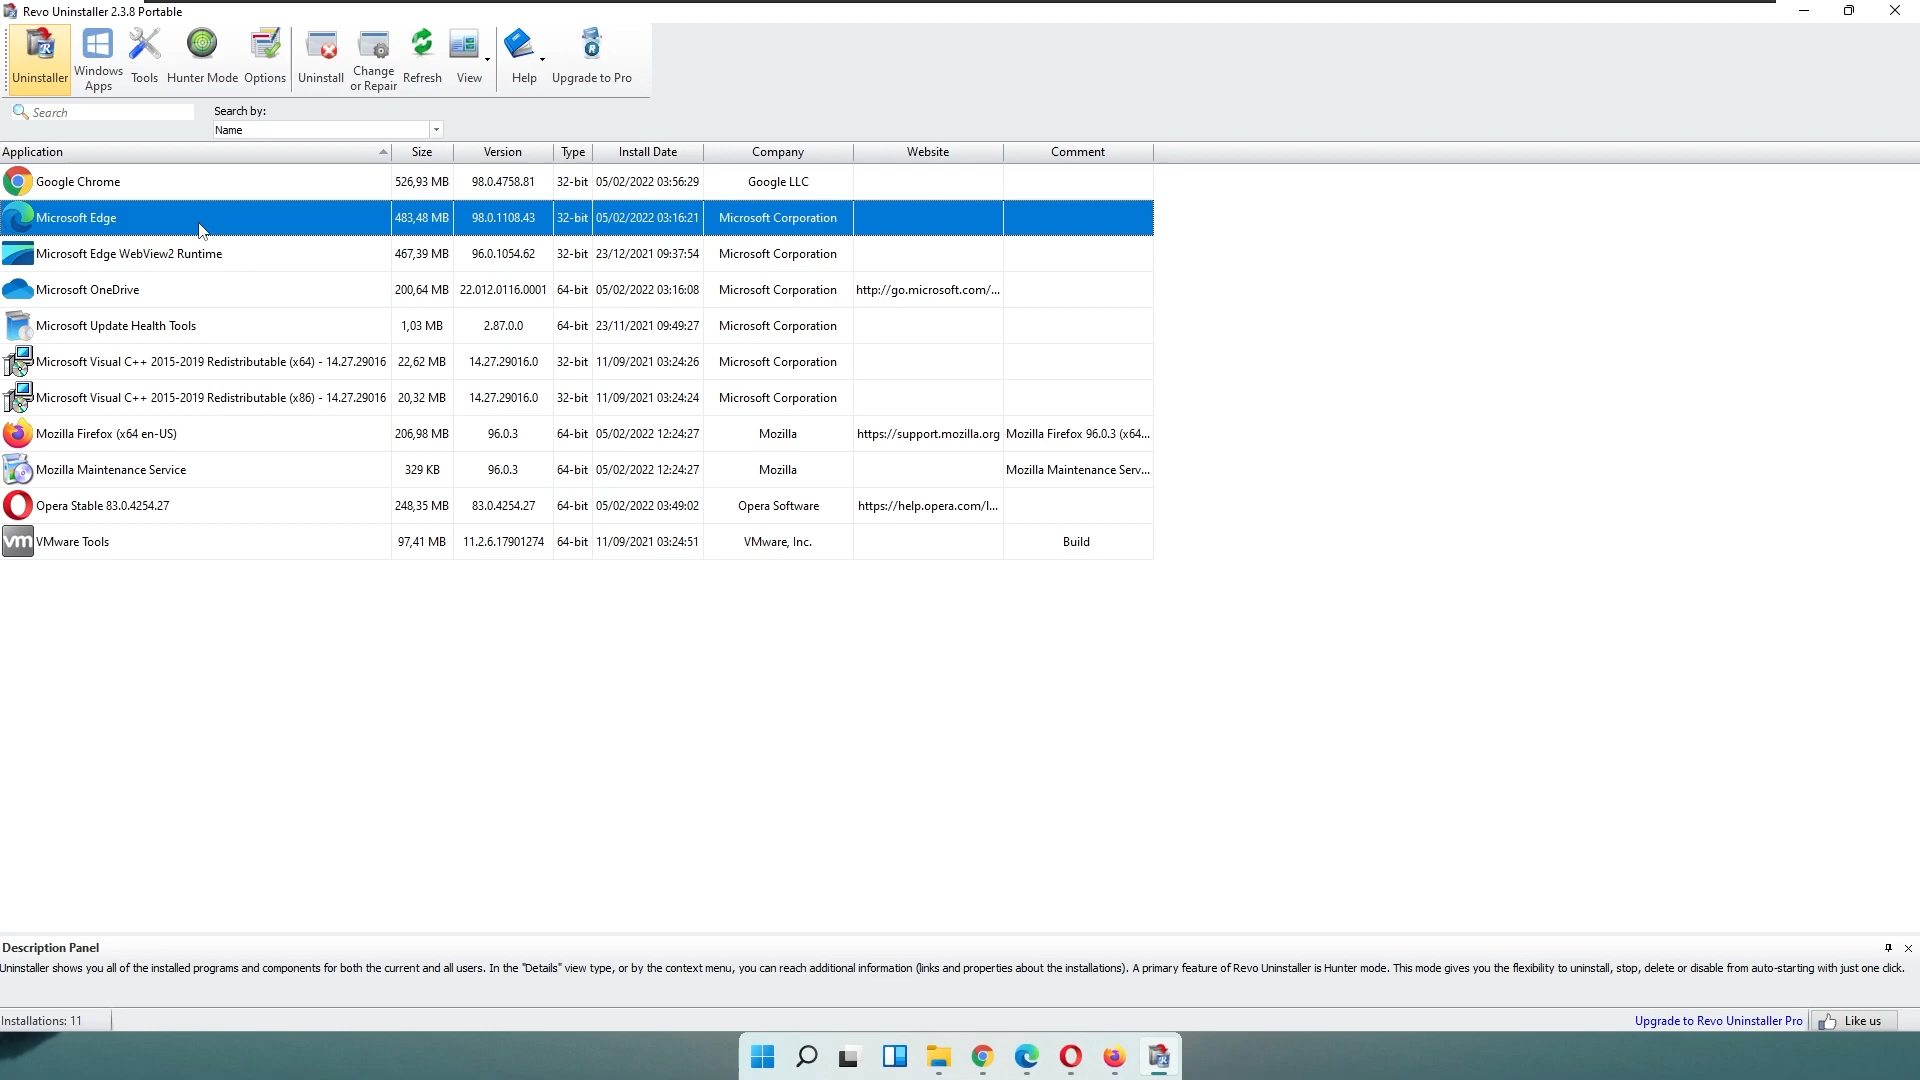 Revo Uninstaller 2.3.8 Portable
Uninstaller
Windows Apps
Tools
Hunter Mode
Options
Uninstall
Change or Repair
Refresh
View
Help
Upgrade to Pro
Search
Search by:
Name
Application Size Version Type Install Date Company Website Comment
Google Chrome 526,93 MB 98.0.4758.81 32-bit 05/02/2022 03:56:29 Google LLC
Microsoft Edge 483,48 MB 98.0.1108.43 32-bit 05/02/2022 03:16:21 Microsoft Corporation
Microsoft Edge WebView2 Runtime 467,39 MB 96.0.1054.62 32-bit 23/12/2021 09:37:54 Microsoft Corporation
Microsoft OneDrive 200,64 MB 22.012.0116.0001 64-bit 05/02/2022 03:16:08 Microsoft Corporation http://go.microsoft.com/...
Microsoft Update Health Tools 1,03 MB 2.87.0.0 64-bit 23/11/2021 09:49:27 Microsoft Corporation
Microsoft Visual C++ 2015-2019 Redistributable (x64) - 14.27.29016 22,62 MB 14.27.29016.0 32-bit 11/09/2021 03:24:26 Microsoft Corporation
Microsoft Visual C++ 2015-2019 Redistributable (x86) - 14.27.29016 20,32 MB 14.27.29016.0 32-bit 11/09/2021 03:24:24 Microsoft Corporation
Mozilla Firefox (x64 en-US) 206,98 MB 96.0.3 64-bit 05/02/2022 12:24:27 Mozilla https://support.mozilla.org Mozilla Firefox 96.0.3 (x64...
Mozilla Maintenance Service 329 KB 96.0.3 64-bit 05/02/2022 12:24:27 Mozilla Mozilla Maintenance Serv...
Opera Stable 83.0.4254.27 248,35 MB 83.0.4254.27 64-bit 05/02/2022 03:49:02 Opera Software https://help.opera.com/l...
vm VMware Tools 97,41 MB 11.2.6.17901274 64-bit 11/09/2021 03:24:51 VMware, Inc. Build
Description Panel
Uninstaller shows you all of the installed programs and components for both the current and all users. In the "Details" view type, or by the context menu, you can reach additional information (links and properties about the installations). A primary feature of Revo Uninstaller is Hunter mode. This mode gives you the flexibility to uninstall, stop, delete or disable from auto-starting with just one click.
Installations: 11
Upgrade to Revo Uninstaller Pro
Like us